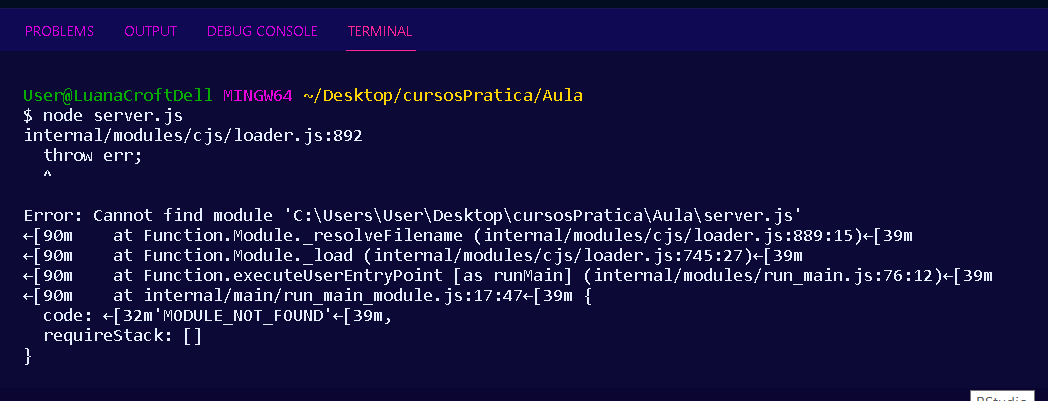 PROBLEMS OUTPUT DEBUG CONSOLE TERMINAL
User@LuanaCroftDell MINGW64 ~/Desktop/cursosPratica/Aula
$ node server.js
internal/modules/cjs/loader.js:892
  throw err;
  ^
Error: Cannot find module 'C:\Users\User\Desktop\cursosPratica\Aula\server.js'
←[90m    at Function.Module._resolveFilename (internal/modules/cjs/loader.js:889:15)←[39m
←[90m    at Function.Module._load (internal/modules/cjs/loader.js:745:27)←[39m
←[90m    at Function.executeUserEntryPoint [as runMain] (internal/modules/run_main.js:76:12)←[39m
←[90m    at internal/main/run_main_module.js:17:47←[39m {
  code: ←[32m'MODULE_NOT_FOUND'←[39m,
  requireStack: []
}